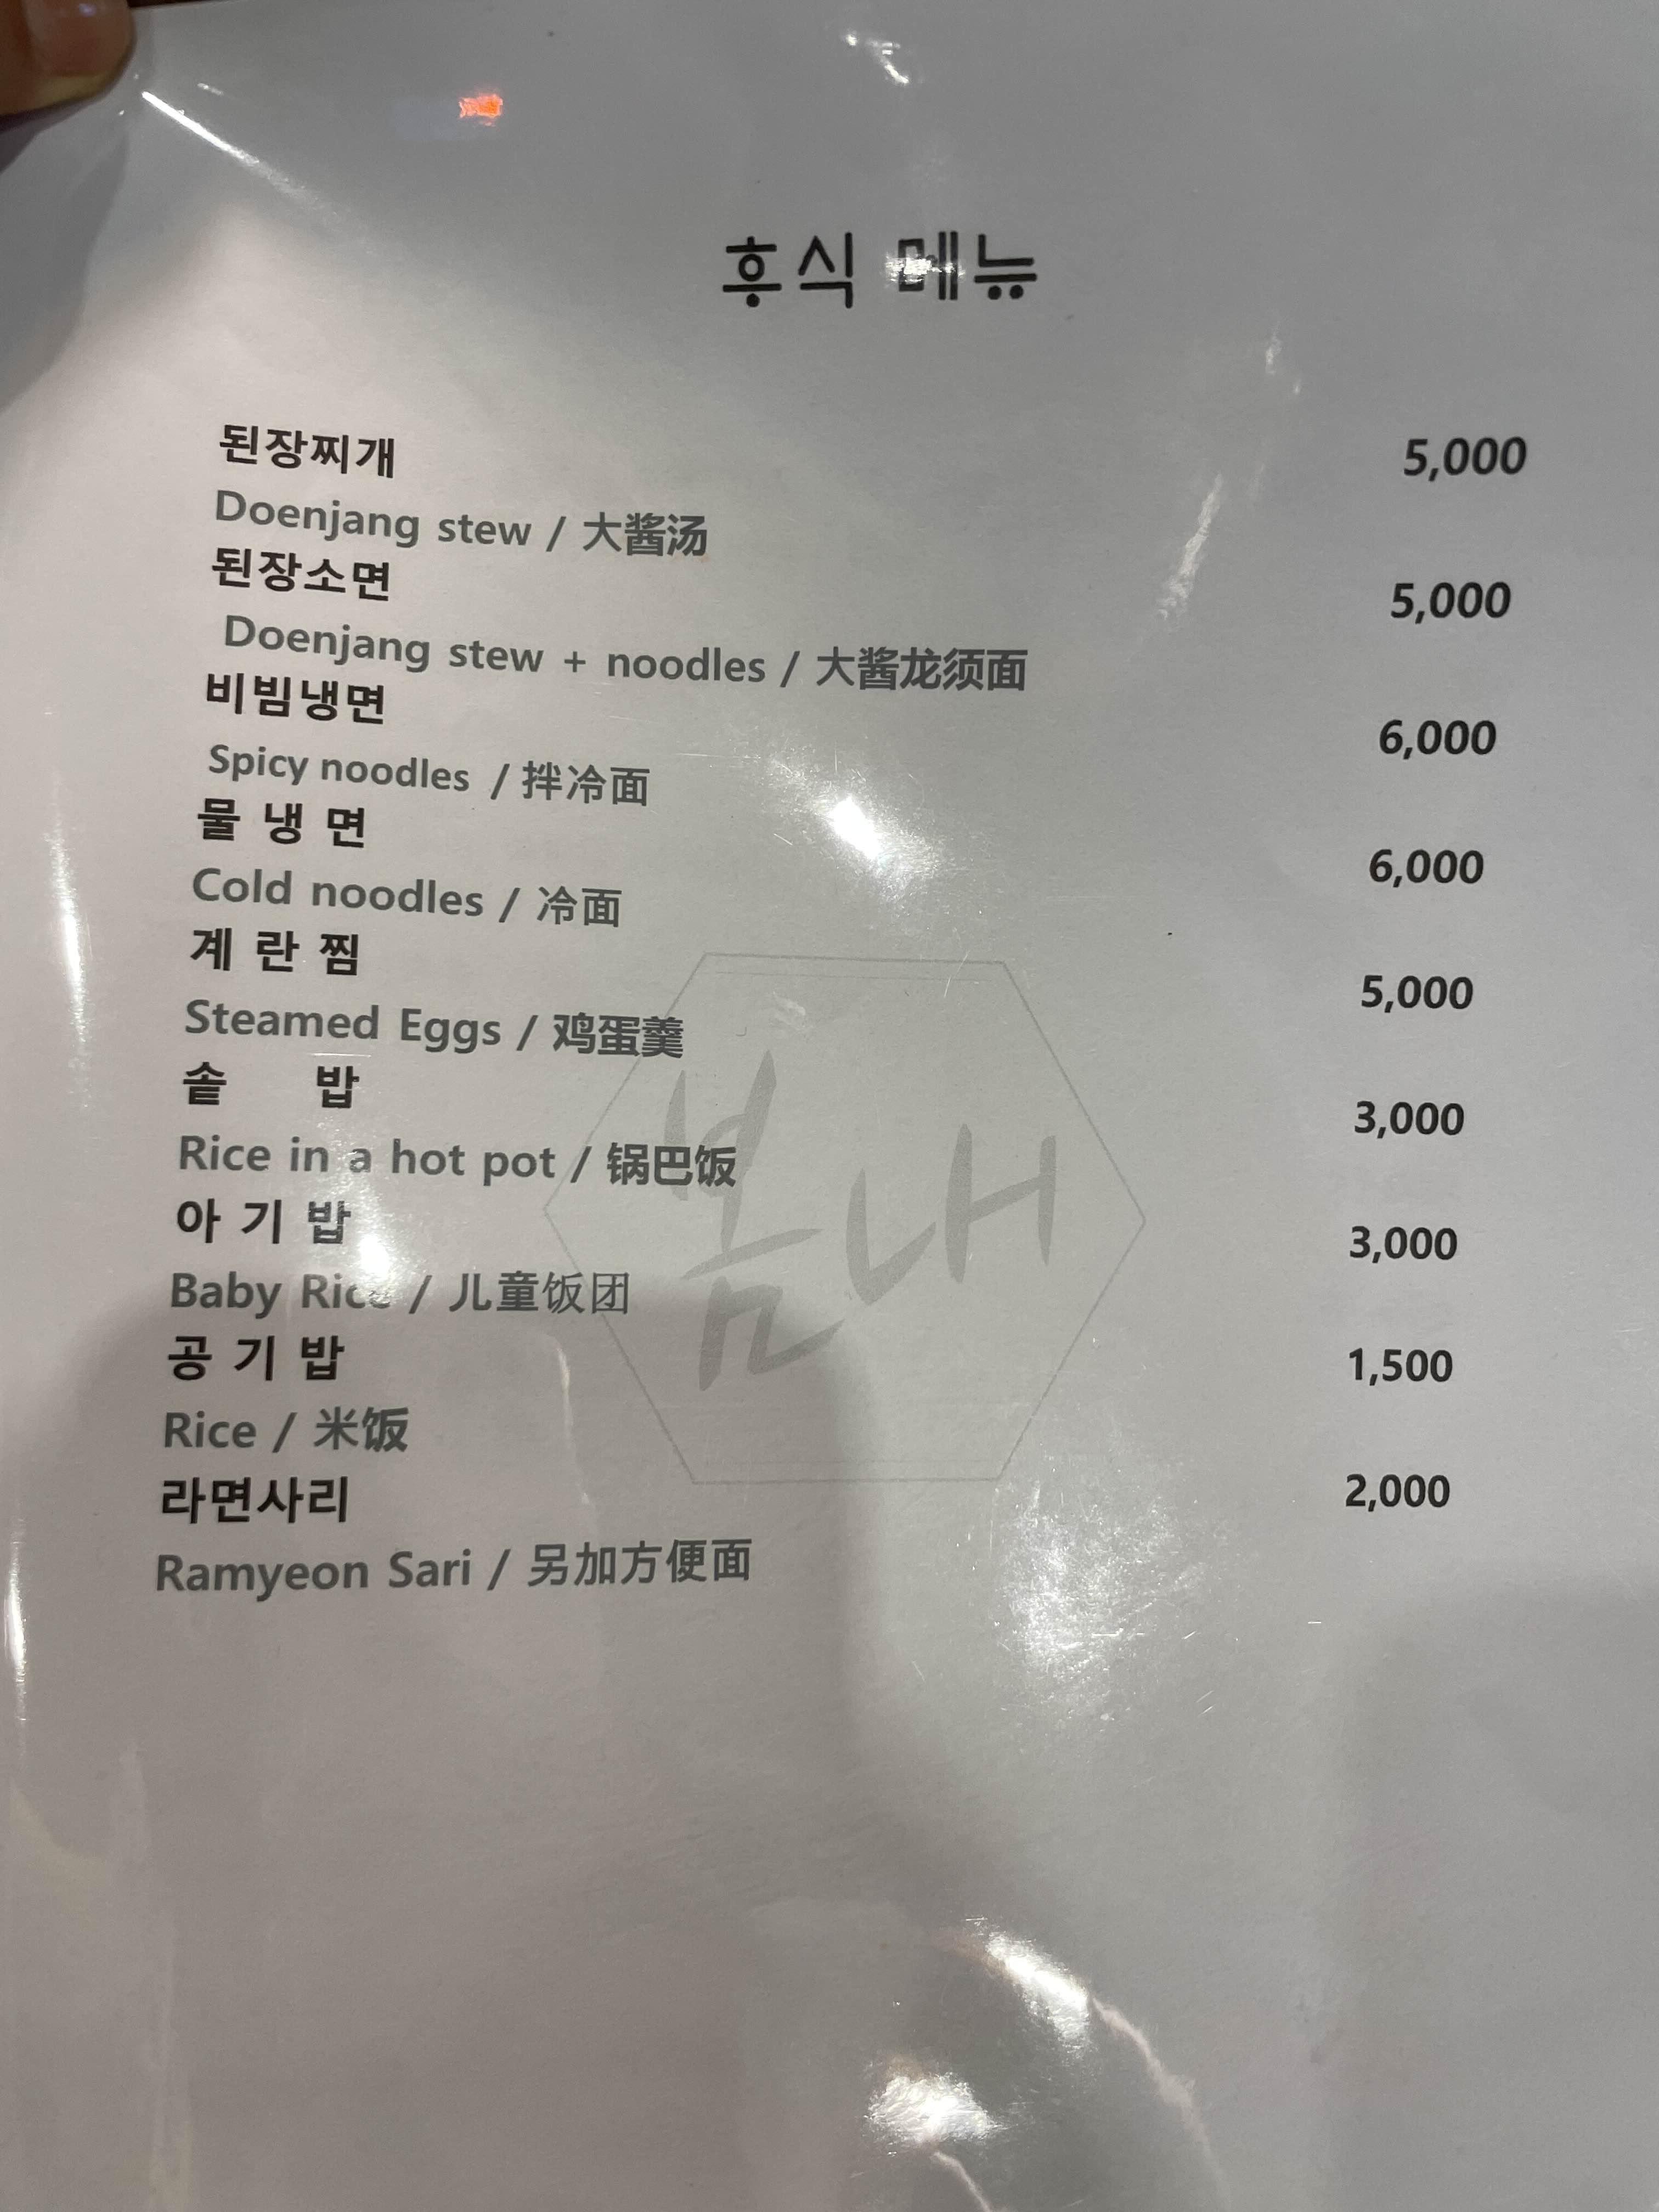 후식 메뉴
된장찌개 5,000
Doenjang stew / 大酱汤
된장소면 5,000
Doenjang stew + noodles / 大酱龙须面
비빔냉면 6,000
Spicy noodles / 拌冷面
물 냉 면 6,000
Cold noodles / 冷面
계 란 찜 5,000
Steamed Eggs / 鸡蛋羹
솥 밥 3,000
Rice in a hot pot / 锅巴饭
아 기 밥 3,000
Baby Rice / 儿童饭团
공 기 밥 1,500
Rice / 米饭
라면사리 2,000
Ramyeon Sari / 另加方便面
봄내